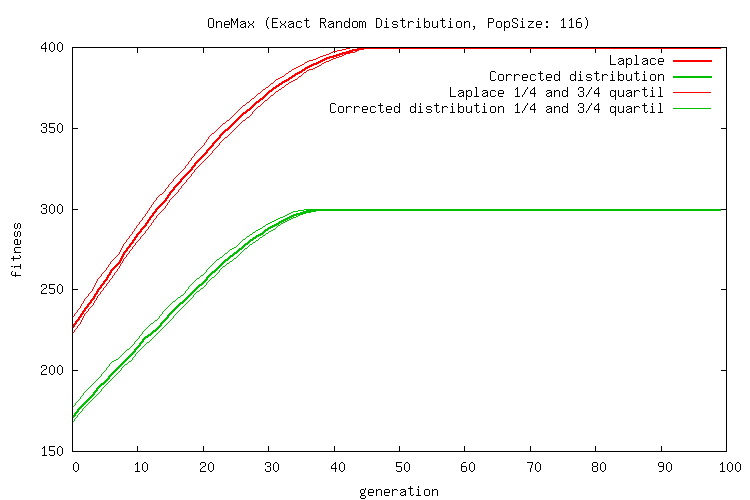 OneMax (Exact Random Distribution, PopSize: 116)
400
350
300
250
200
150
fitness
Laplace
Corrected distribution
Laplace 1/4 and 3/4 quartil
Corrected distribution 1/4 and 3/4 quartil
0 10 20 30 40 50 60 70 80 90 100
generation